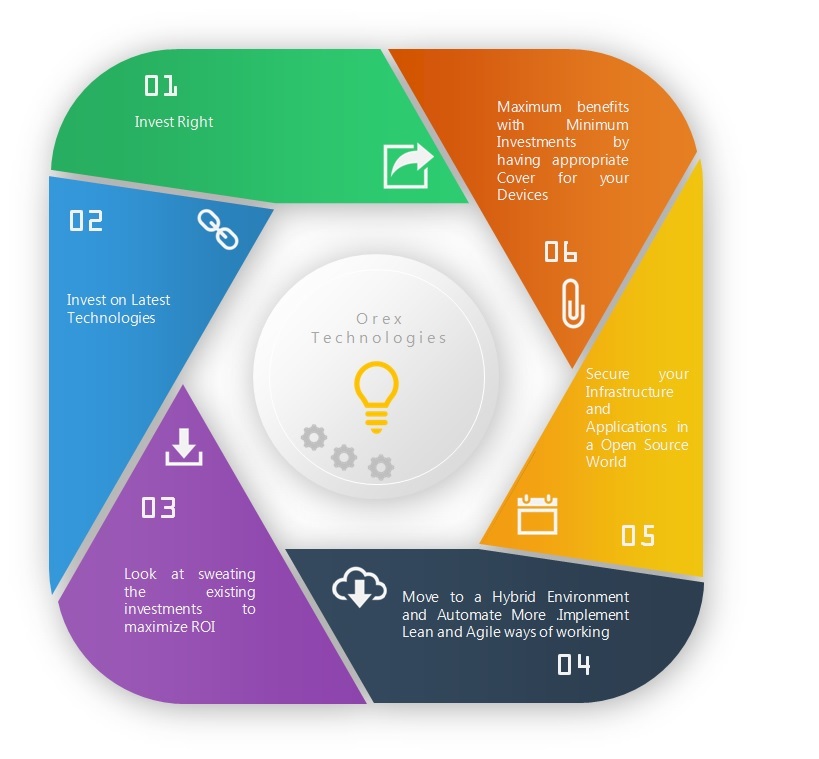 01
Invest Right
02
Invest on Latest
Technologies
03
Look at sweating
the existing
investments to
maximize ROI
Move to a Hybrid Environment
and Automate More .Implement
Lean and Agile ways of working
04
Secure your
Infrastructure
and
Applications in
a Open Source
World
05
Maximum benefits
with Minimum
Investments by
having appropriate
Cover for your
Devices
06
Orex
Technologies